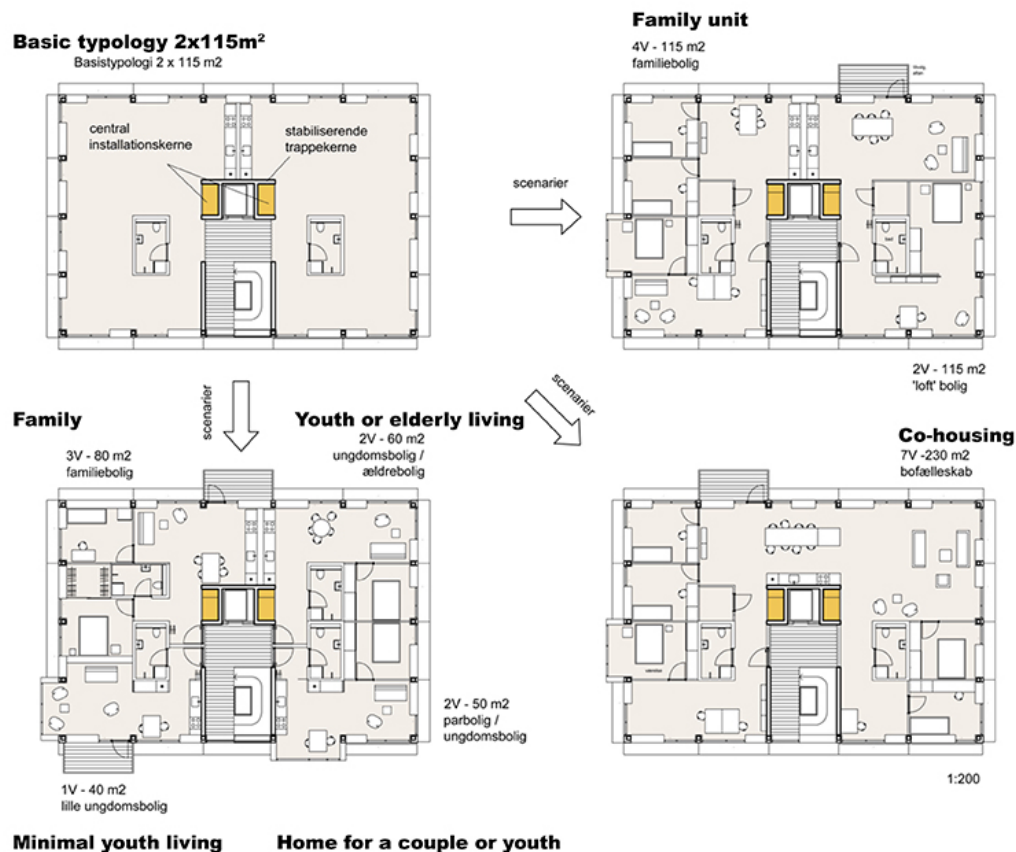 Basic typology 2x115m²
Basistypologi 2 x 115 m2
central
installationskerne
stabiliserende
trappekerne
scenarier
Family unit
4V - 115 m2
familiebolig
bad
2V - 115 m2
'loft' bolig
scenarier
scenarier
Family
3V - 80 m2
familiebolig
Youth or elderly living
2V - 60 m2
ungdomsbolig /
ældrebolig
2V - 50 m2
parbolig /
ungdomsbolig
1V - 40 m2
lille ungdomsbolig
Minimal youth living
Home for a couple or youth
Co-housing
7V -230 m2
bofælleskab
værelse
1:200